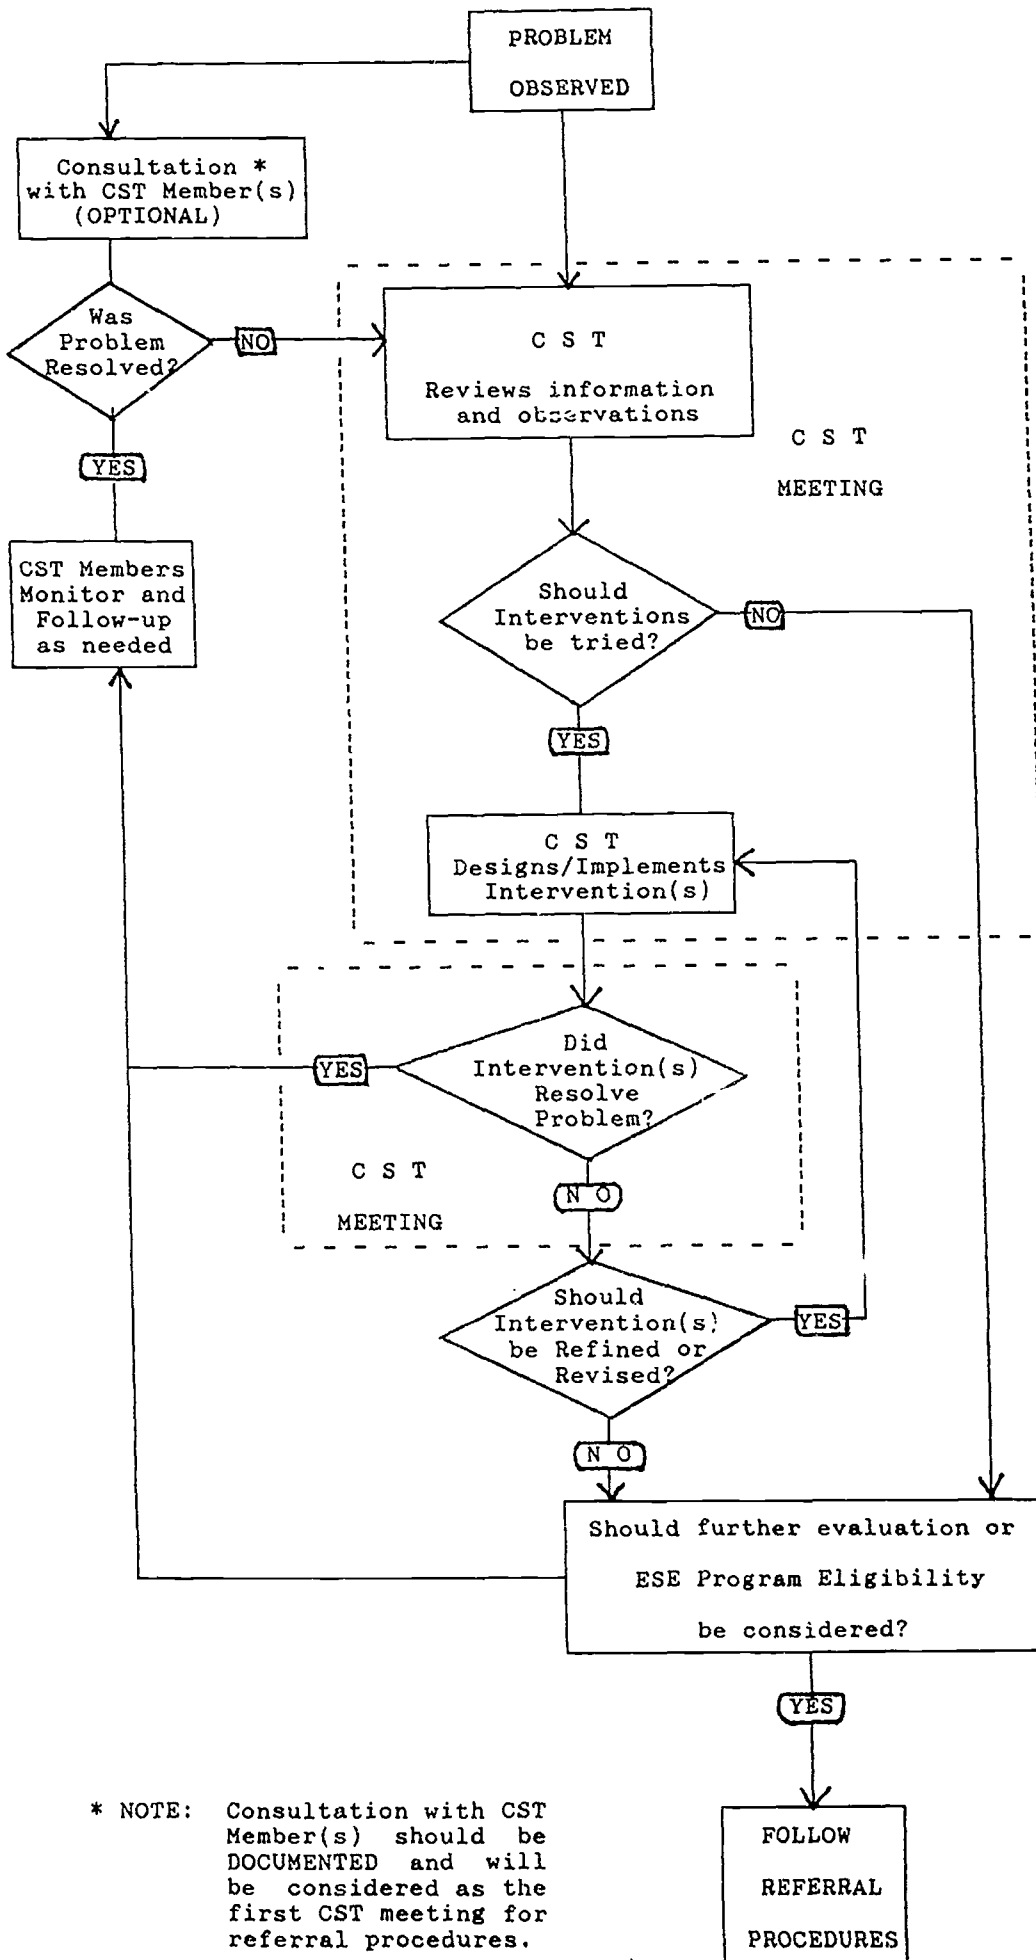 PROBLEM
OBSERVED
Consultation *
with CST Member(s)
(OPTIONAL)
Was
Problem
Resolved?
NO
YES
CST Members
Monitor and
Follow-up
as needed
C S T
Reviews information
and observations
C S T
MEETING
Should
Interventions
be tried?
NO
YES
C S T
Designs/Implements
Intervention(s)
Did
Intervention(s)
Resolve
Problem?
YES
C S T
MEETING
N O
Should
Intervention(s)
be Refined or
Revised?
YES
N O
Should further evaluation or
ESE Program Eligibility
be considered?
YES
FOLLOW
REFERRAL
PROCEDURES
* NOTE: Consultation with CST
Member(s) should be
DOCUMENTED and will
be considered as the
first CST meeting for
referral procedures.